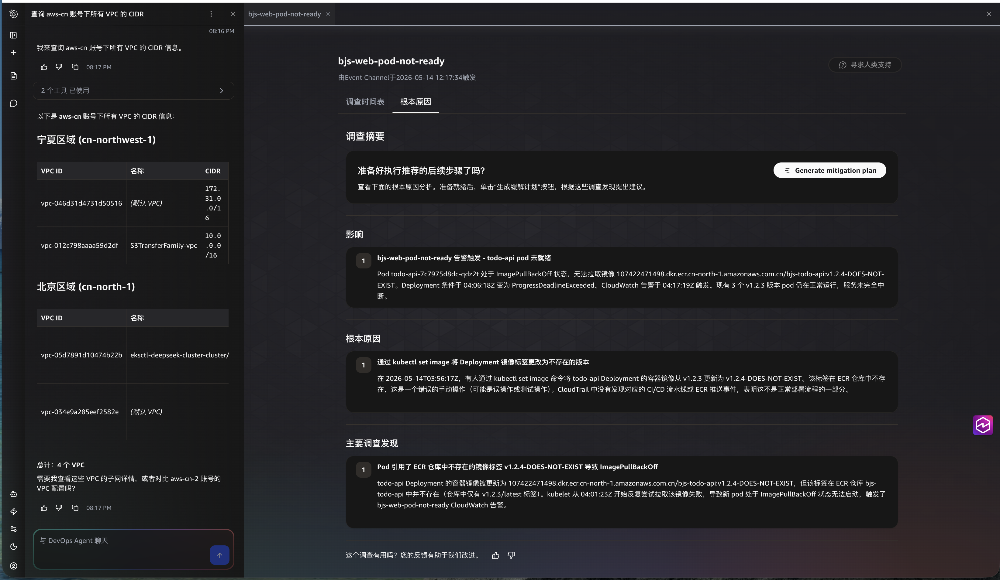 查询 aws-cn 账号下所有 VPC 的 CIDR
08:16 PM
我来查询 aws-cn 账号下所有 VPC 的 CIDR 信息。
08:17 PM
2 个工具 已使用
以下是 aws-cn 账号下所有 VPC 的 CIDR 信息：
宁夏区域 (cn-northwest-1)
VPC ID 名称 CIDR
vpc-046d31d4731d50516 (默认 VPC) 172.
31.0
.0/1
6
vpc-012c798aaaa59d2df S3TransferFamily-vpc 10.0
.0.0
/16
北京区域 (cn-north-1)
VPC ID 名称
vpc-05d7891d10474b22b eksctl-deepseek-cluster-cluster/
vpc-034e9a285eef2582e (默认 VPC)
总计：4 个 VPC
需要我查看这些 VPC 的子网详情，或者对比 aws-cn-2 账号的
VPC 配置吗？
08:17 PM
与 DevOps Agent 聊天
bjs-web-pod-not-ready
bjs-web-pod-not-ready
由Event Channel于2026-05-14 12:17:34触发
寻求人类支持
调查时间表 根本原因
调查摘要
准备好执行推荐的后续步骤了吗？
Generate mitigation plan
查看下面的根本原因分析。准备就绪后，单击“生成缓解计划”按钮，根据这些调查发现提出建议。
影响
1 bjs-web-pod-not-ready 告警触发 - todo-api pod 未就绪
Pod todo-api-7c7975d8dc-qdz2t 处于 ImagePullBackOff 状态，无法拉取镜像 107422471498.dkr.ecr.cn-north-1.amazonaws.com.cn/bjs-todo-api:v1.2.4-DOES-NOT-
EXIST。Deployment 条件于 04:06:18Z 变为 ProgressDeadlineExceeded。CloudWatch 告警于 04:17:19Z 触发。现有 3 个 v1.2.3 版本 pod 仍在正常运行，服务未完全中
断。
根本原因
1 通过 kubectl set image 将 Deployment 镜像标签更改为不存在的版本
在 2026-05-14T03:56:17Z，有人通过 kubectl set image 命令将 todo-api Deployment 的容器镜像从 v1.2.3 更新为 v1.2.4-DOES-NOT-EXIST。该标签在 ECR 仓库中不存
在，这是一个错误的手动操作（可能是误操作或测试操作）。CloudTrail 中没有发现对应的 CI/CD 流水线或 ECR 推送事件，表明这不是正常部署流程的一部分。
主要调查发现
1 Pod 引用了 ECR 仓库中不存在的镜像标签 v1.2.4-DOES-NOT-EXIST 导致 ImagePullBackOff
todo-api Deployment 的容器镜像被更新为 107422471498.dkr.ecr.cn-north-1.amazonaws.com.cn/bjs-todo-api:v1.2.4-DOES-NOT-EXIST，但该标签在 ECR 仓库 bjs-
todo-api 中并不存在（仓库中仅有 v1.2.3/latest 标签）。kubelet 从 04:01:23Z 开始反复尝试拉取该镜像失败，导致新 pod 处于 ImagePullBackOff 状态无法启动，触发了
bjs-web-pod-not-ready CloudWatch 告警。
这个调查有用吗？您的反馈有助于我们改进。